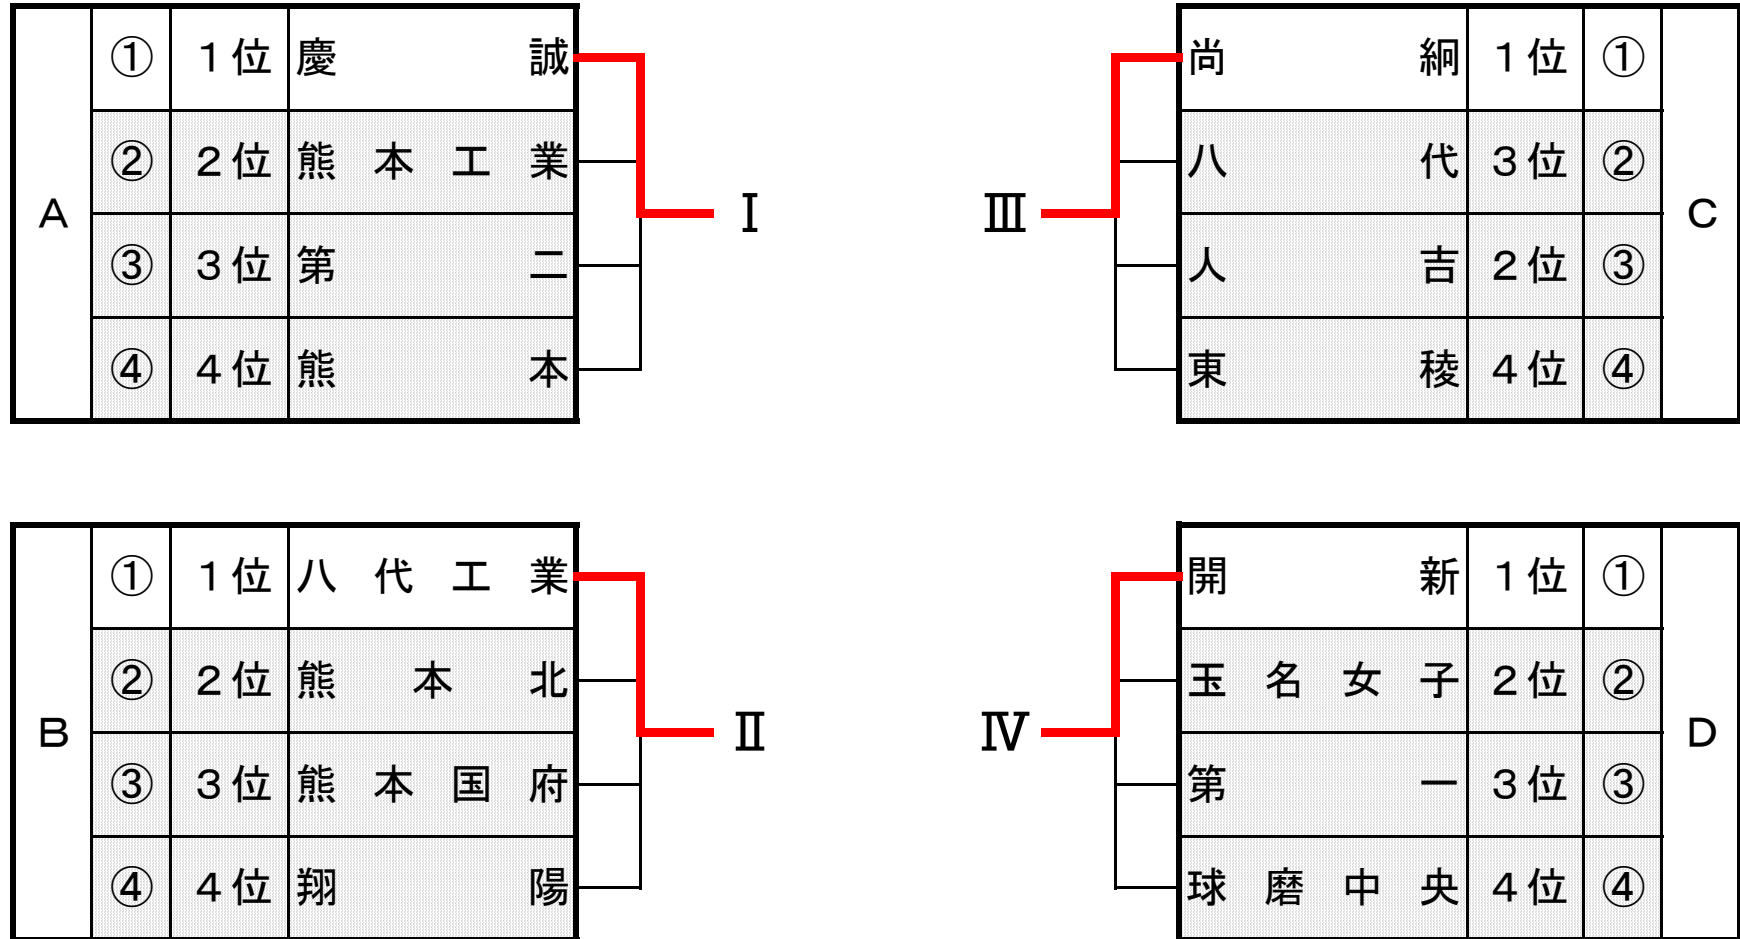 A
① 1位 慶誠
② 2位 熊本工業
③ 3位 第二
④ 4位 熊本
Ⅰ
Ⅲ
尚絅 1位 ①
八代 3位 ②
人吉 2位 ③
東稜 4位 ④
C
B
① 1位 八代工業
② 2位 熊本北
③ 3位 熊本国府
④ 4位 翔陽
Ⅱ
Ⅳ
開新 1位 ①
玉名女子 2位 ②
第一 3位 ③
球磨中央 4位 ④
D